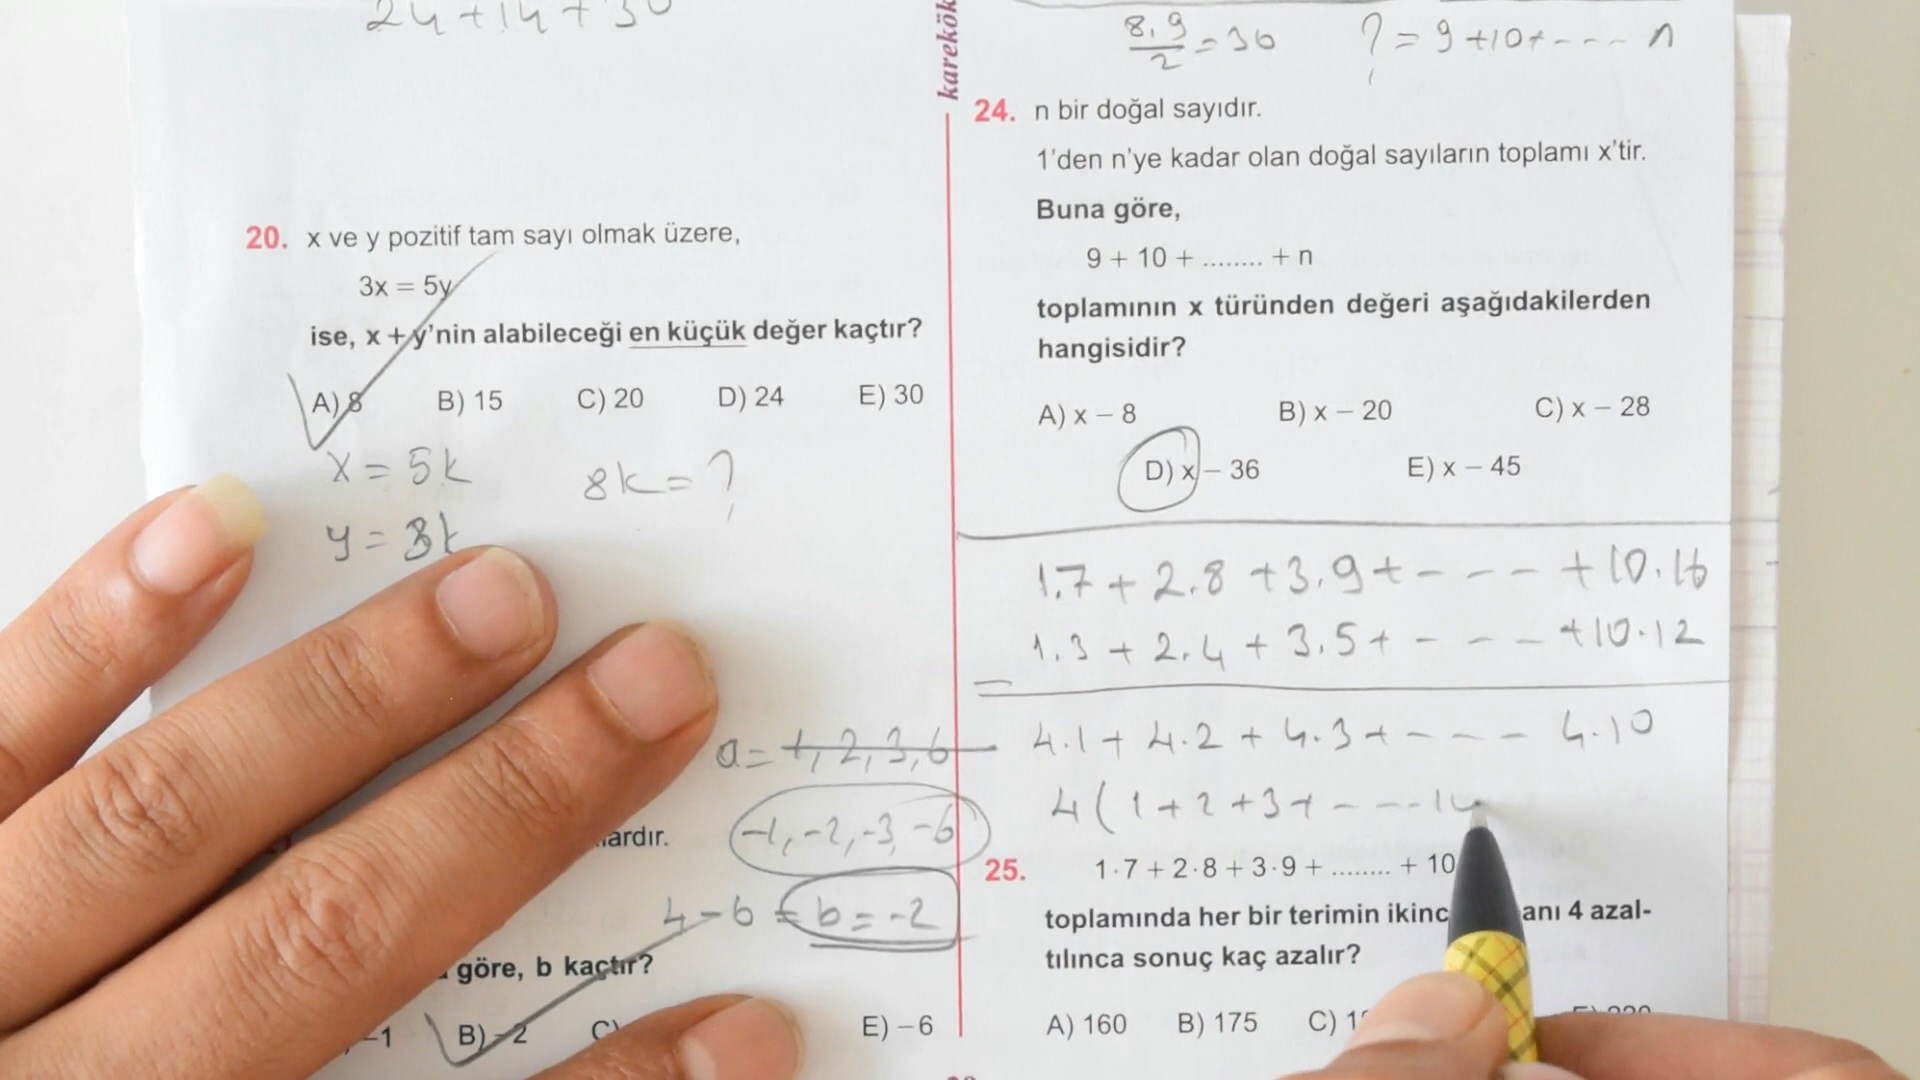 24+14+30
20. x ve y pozitif tam sayı olmak üzere,
3x = 5y
ise, x + y'nin alabileceği en küçük değer kaçtır?
A) 8 B) 15 C) 20 D) 24 E) 30
x = 5k 8k = ?
y = 3k
a = 1, 2, 3, 6
-1, -2, -3, -6
4 - 6 = b = -2
göre, b kaçtır?
-1 B) -2 C) E) -6
karekök
8.9/2 = 36 ? = 9+10+---- n
24. n bir doğal sayıdır.
1'den n'ye kadar olan doğal sayıların toplamı x'tir.
Buna göre,
9 + 10 + ........ + n
toplamının x türünden değeri aşağıdakilerden
hangisidir?
A) x – 8 B) x – 20 C) x – 28
D) x – 36 E) x – 45
1.7 + 2.8 + 3.9 + - - - + 10.16
1.3 + 2.4 + 3.5 + - - - + 10.12
4.1 + 4.2 + 4.3 + - - - 4.10
4 ( 1 + 2 + 3 + - - - 10
25. 1·7 + 2·8 + 3·9 + ........ + 10
toplamında her bir terimin 4 azal-
tılınca sonuç kaç azalır?
A) 160 B) 175 C)